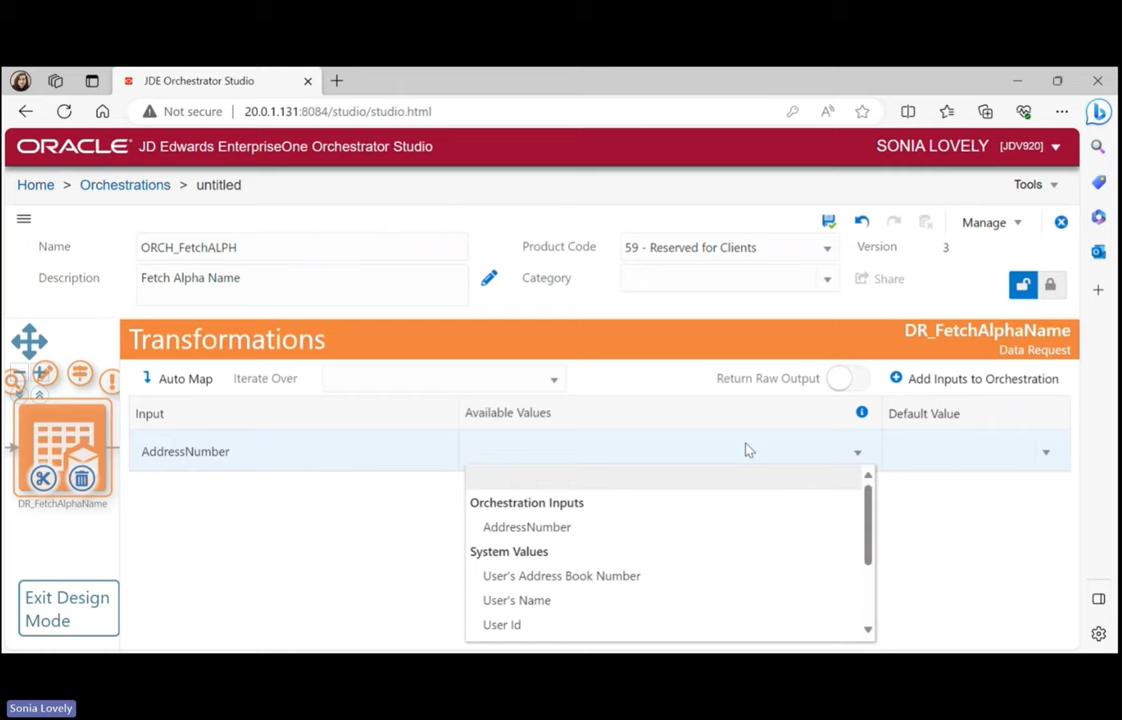 JDE Orchestrator Studio
Not secure
20.0.1.131:8084/studio/studio.html
ORACLE
JD Edwards EnterpriseOne Orchestrator Studio
SONIA LOVELY [JDV920]
Home > Orchestrations > untitled
Tools
Manage
Name
ORCH_FetchALPH
Product Code
59 - Reserved for Clients
Version
3
Description
Fetch Alpha Name
Category
Share
Transformations
DR_FetchAlphaName
Data Request
Auto Map
Iterate Over
Return Raw Output
Add Inputs to Orchestration
Input
Available Values
Default Value
AddressNumber
Orchestration Inputs
AddressNumber
System Values
User's Address Book Number
User's Name
User Id
DR_FetchAlphaName
Exit Design
Mode
Sonia Lovely